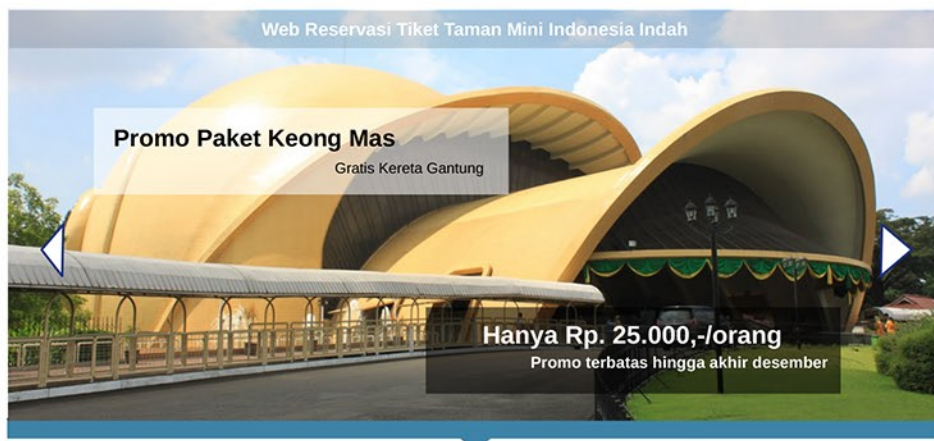 Web Reservasi Tiket Taman Mini Indonesia Indah
Promo Paket Keong Mas
Gratis Kereta Gantung
Hanya Rp. 25.000,-/orang
Promo terbatas hingga akhir desember